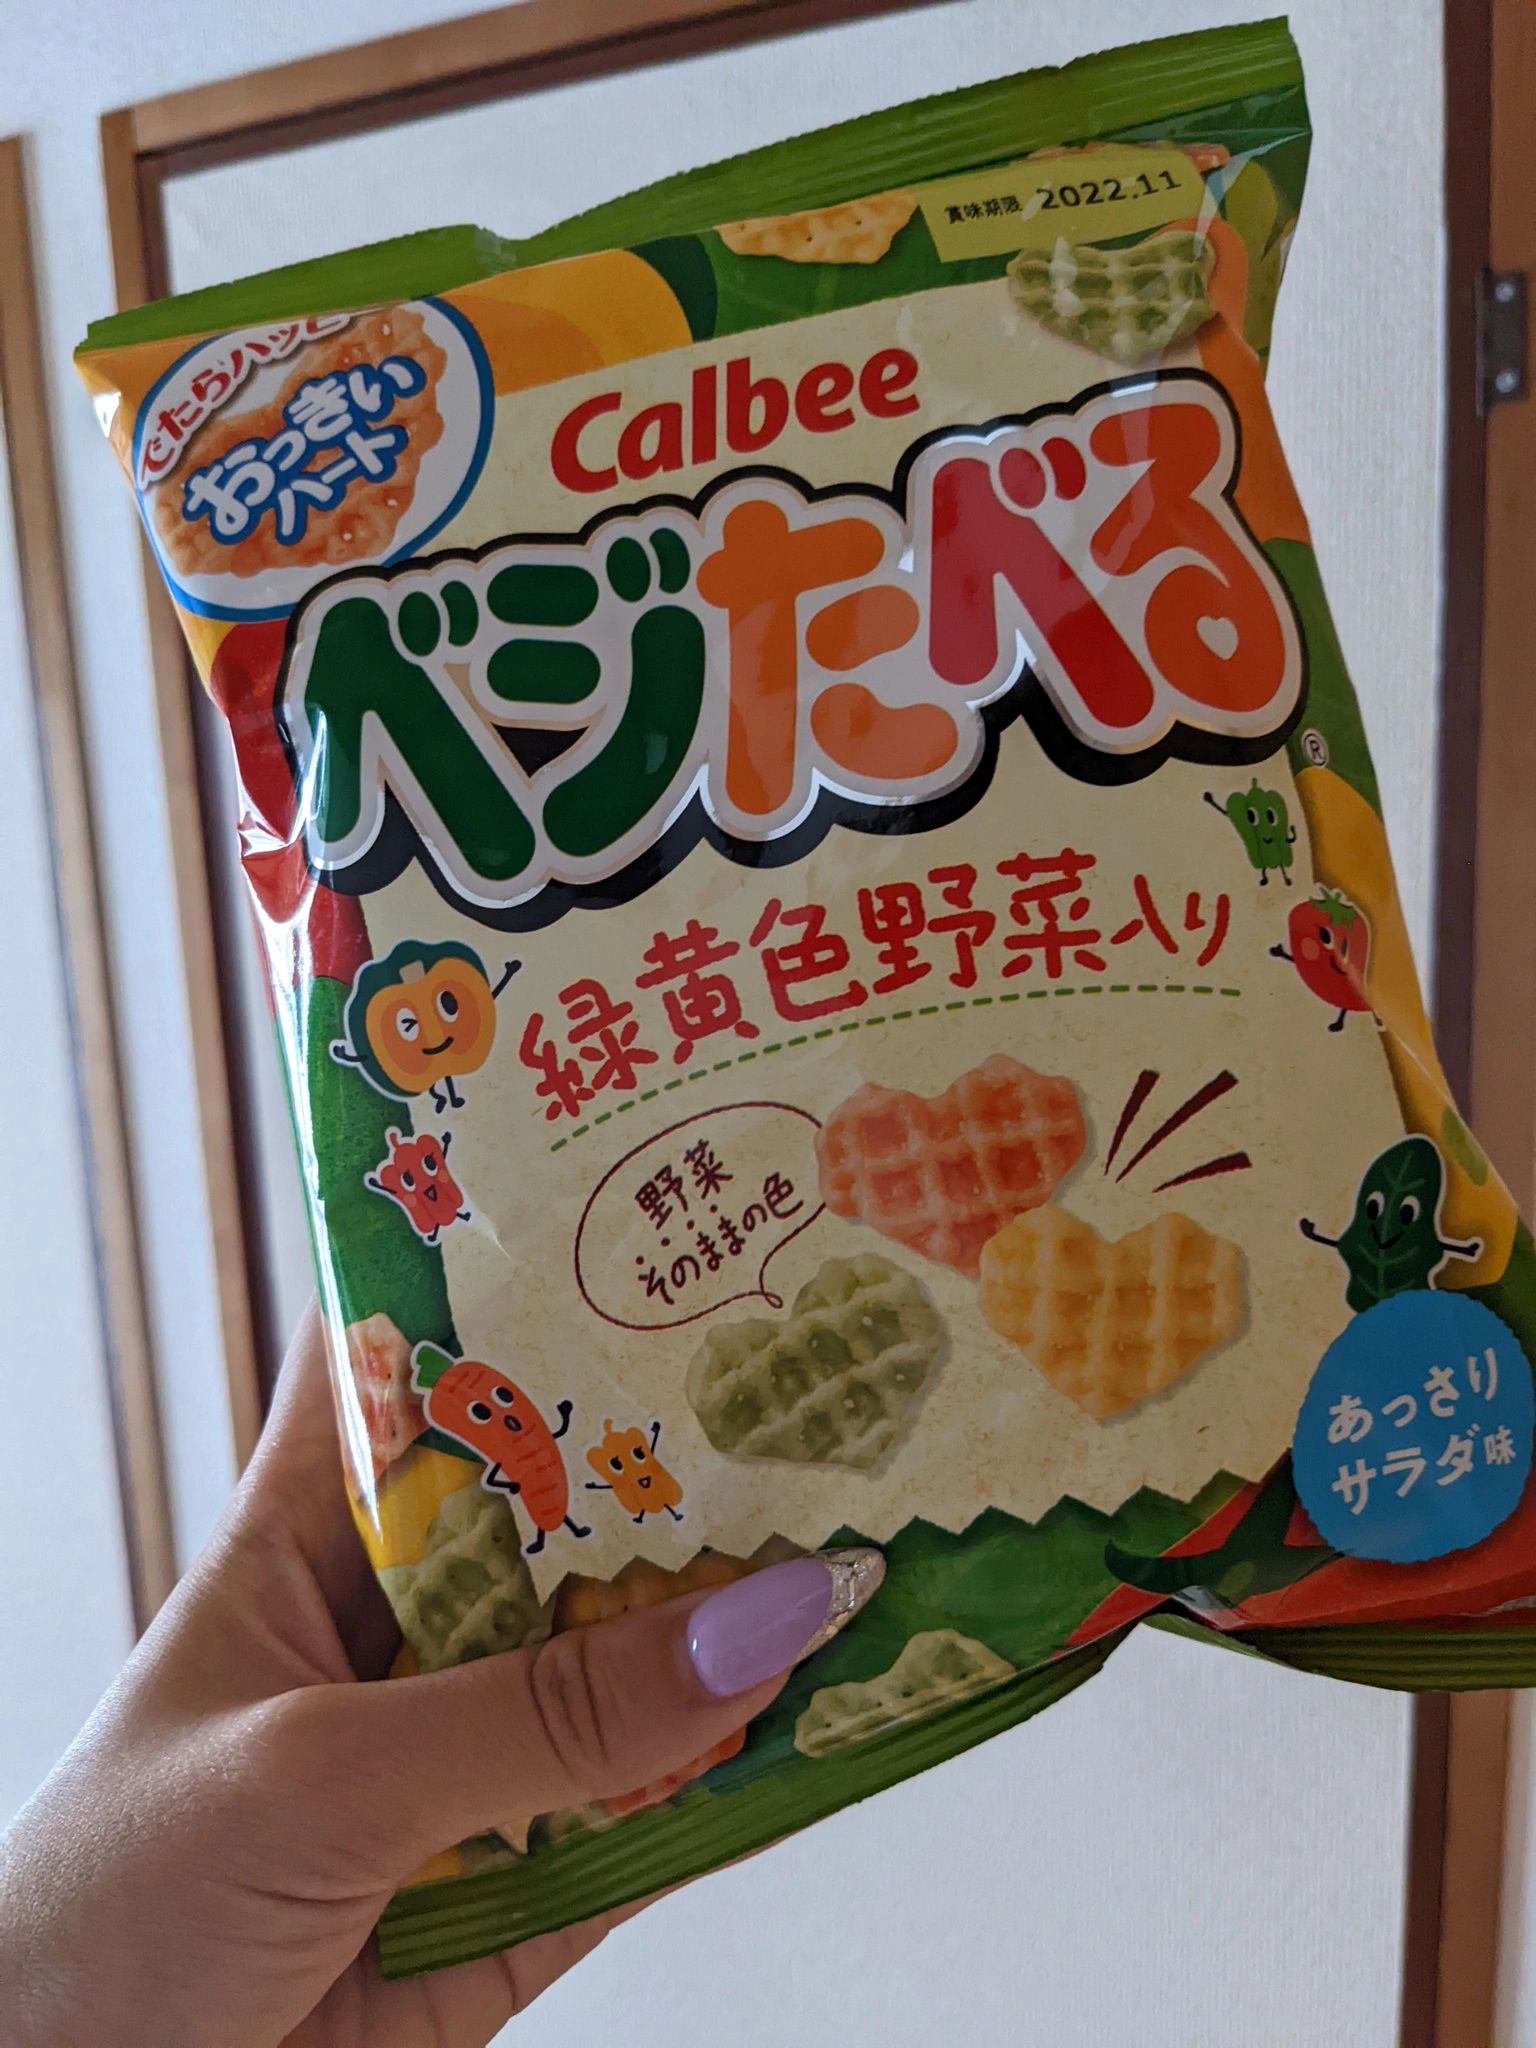 賞味期限 2022.11
でたらハッピー
おっきい
ハート
Calbee
ベジたべる
®
緑黄色野菜入り
野菜
そのままの色
あっさり
サラダ味